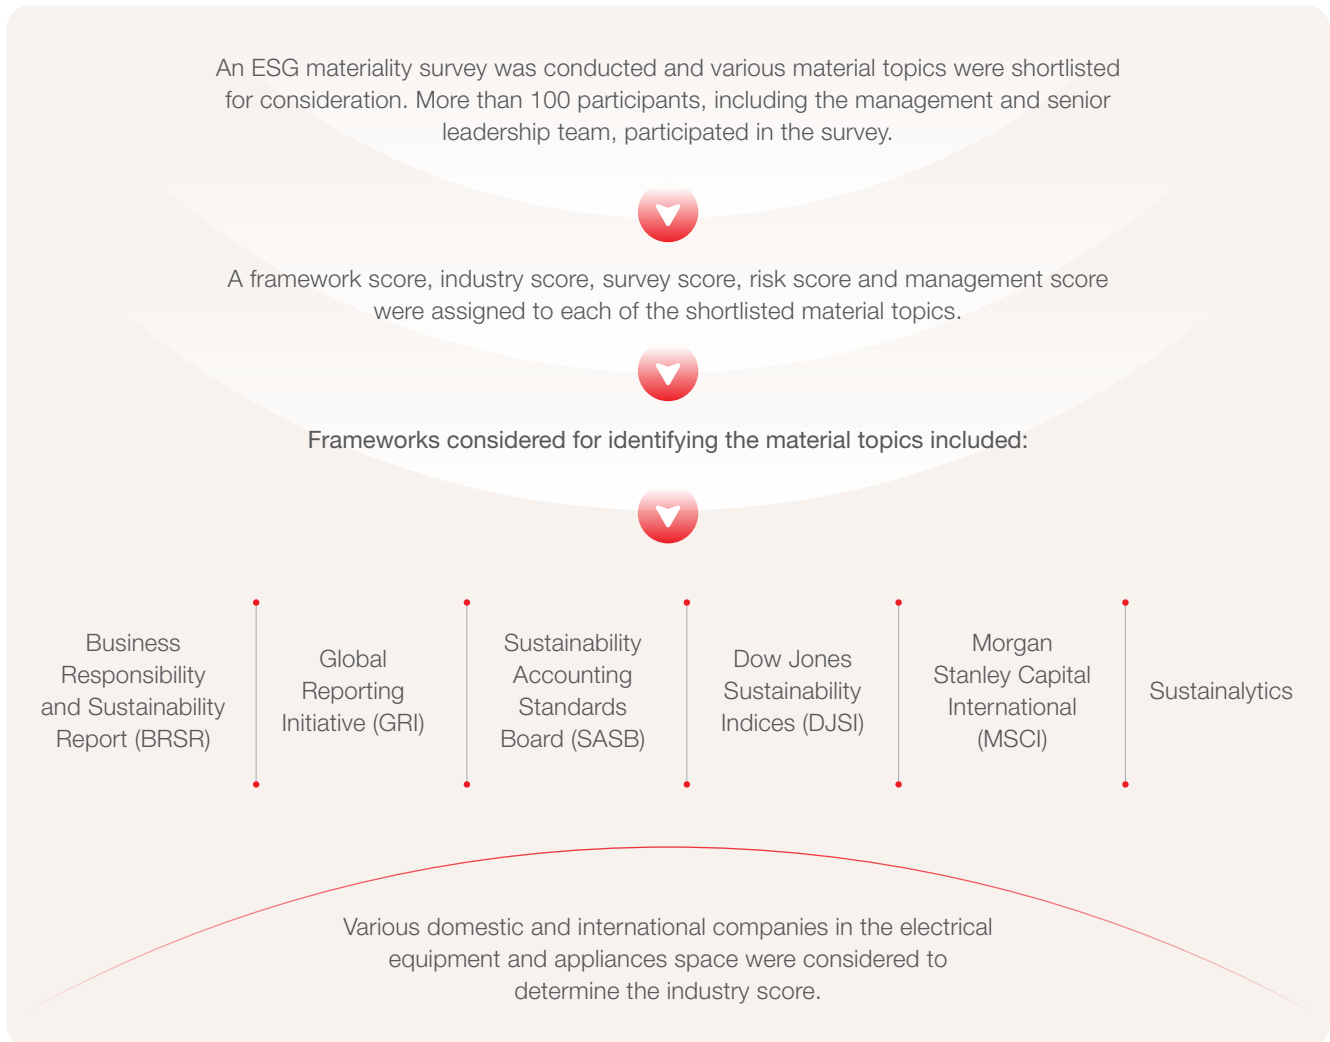 An ESG materiality survey was conducted and various material topics were shortlisted
for consideration. More than 100 participants, including the management and senior
leadership team, participated in the survey.
A framework score, industry score, survey score, risk score and management score
were assigned to each of the shortlisted material topics.
Frameworks considered for identifying the material topics included:
Business
Responsibility
and Sustainability
Report (BRSR)
Global
Reporting
Initiative (GRI)
Sustainability
Accounting
Standards
Board (SASB)
Dow Jones
Sustainability
Indices (DJSI)
Morgan
Stanley Capital
International
(MSCI)
Sustainalytics
Various domestic and international companies in the electrical
equipment and appliances space were considered to
determine the industry score.